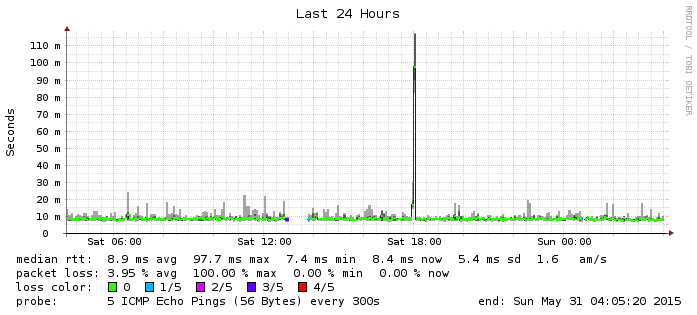 Last 24 Hours
RRDTOOL / TOBI OETIKER
Seconds
110 m
100 m
90 m
80 m
70 m
60 m
50 m
40 m
30 m
20 m
10 m
0
Sat 06:00 Sat 12:00 Sat 18:00 Sun 00:00
median rtt: 8.9 ms avg 97.7 ms max 7.4 ms min 8.4 ms now 5.4 ms sd 1.6 am/s
packet loss: 3.95 % avg 100.00 % max 0.00 % min 0.00 % now
loss color: 0 1/5 2/5 3/5 4/5
probe: 5 ICMP Echo Pings (56 Bytes) every 300s end: Sun May 31 04:05:20 2015